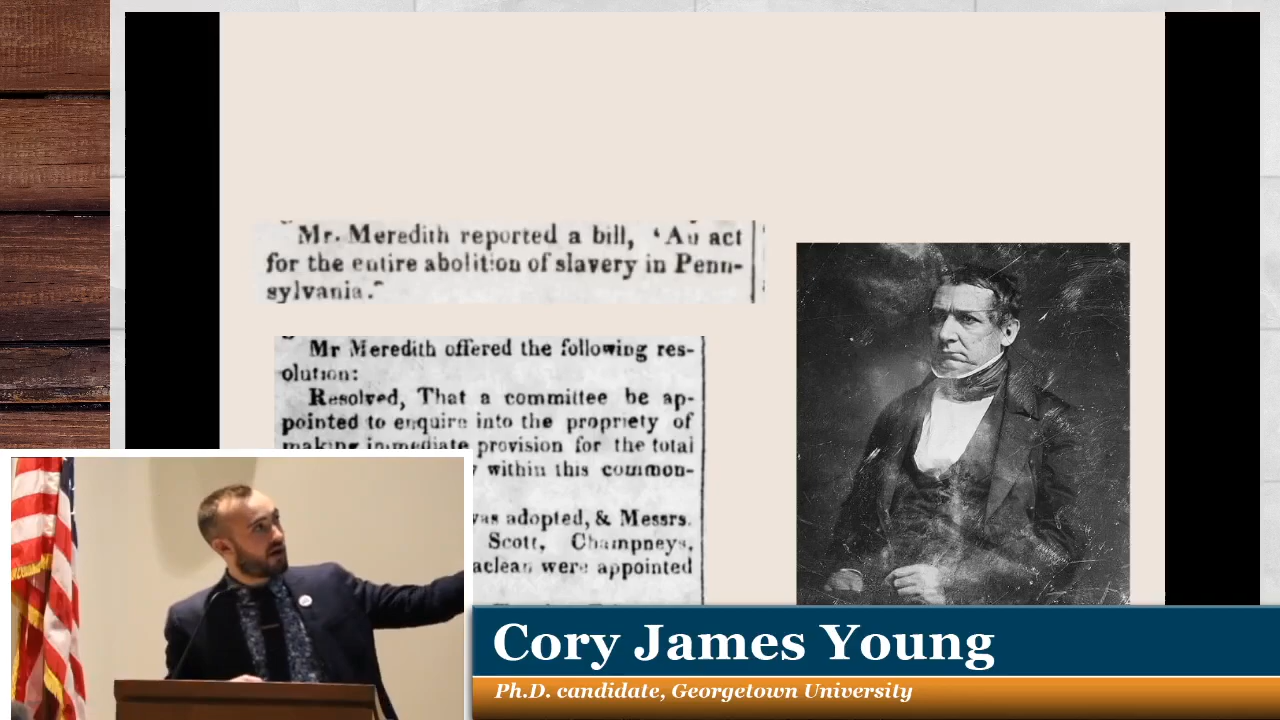 Mr. Meredith reported a bill, 'Au act
for the entire abolition of slavery in Penn-
sylvania."
Mr Meredith offered the following res-
olution:
Resolved, That a committee be ap-
pointed to enquire into the propriety of
making immediate provision for the total
within this common-
was adopted, & Messrs.
Scott, Champneys,
were appointed
Cory James Young
Ph.D. candidate, Georgetown University